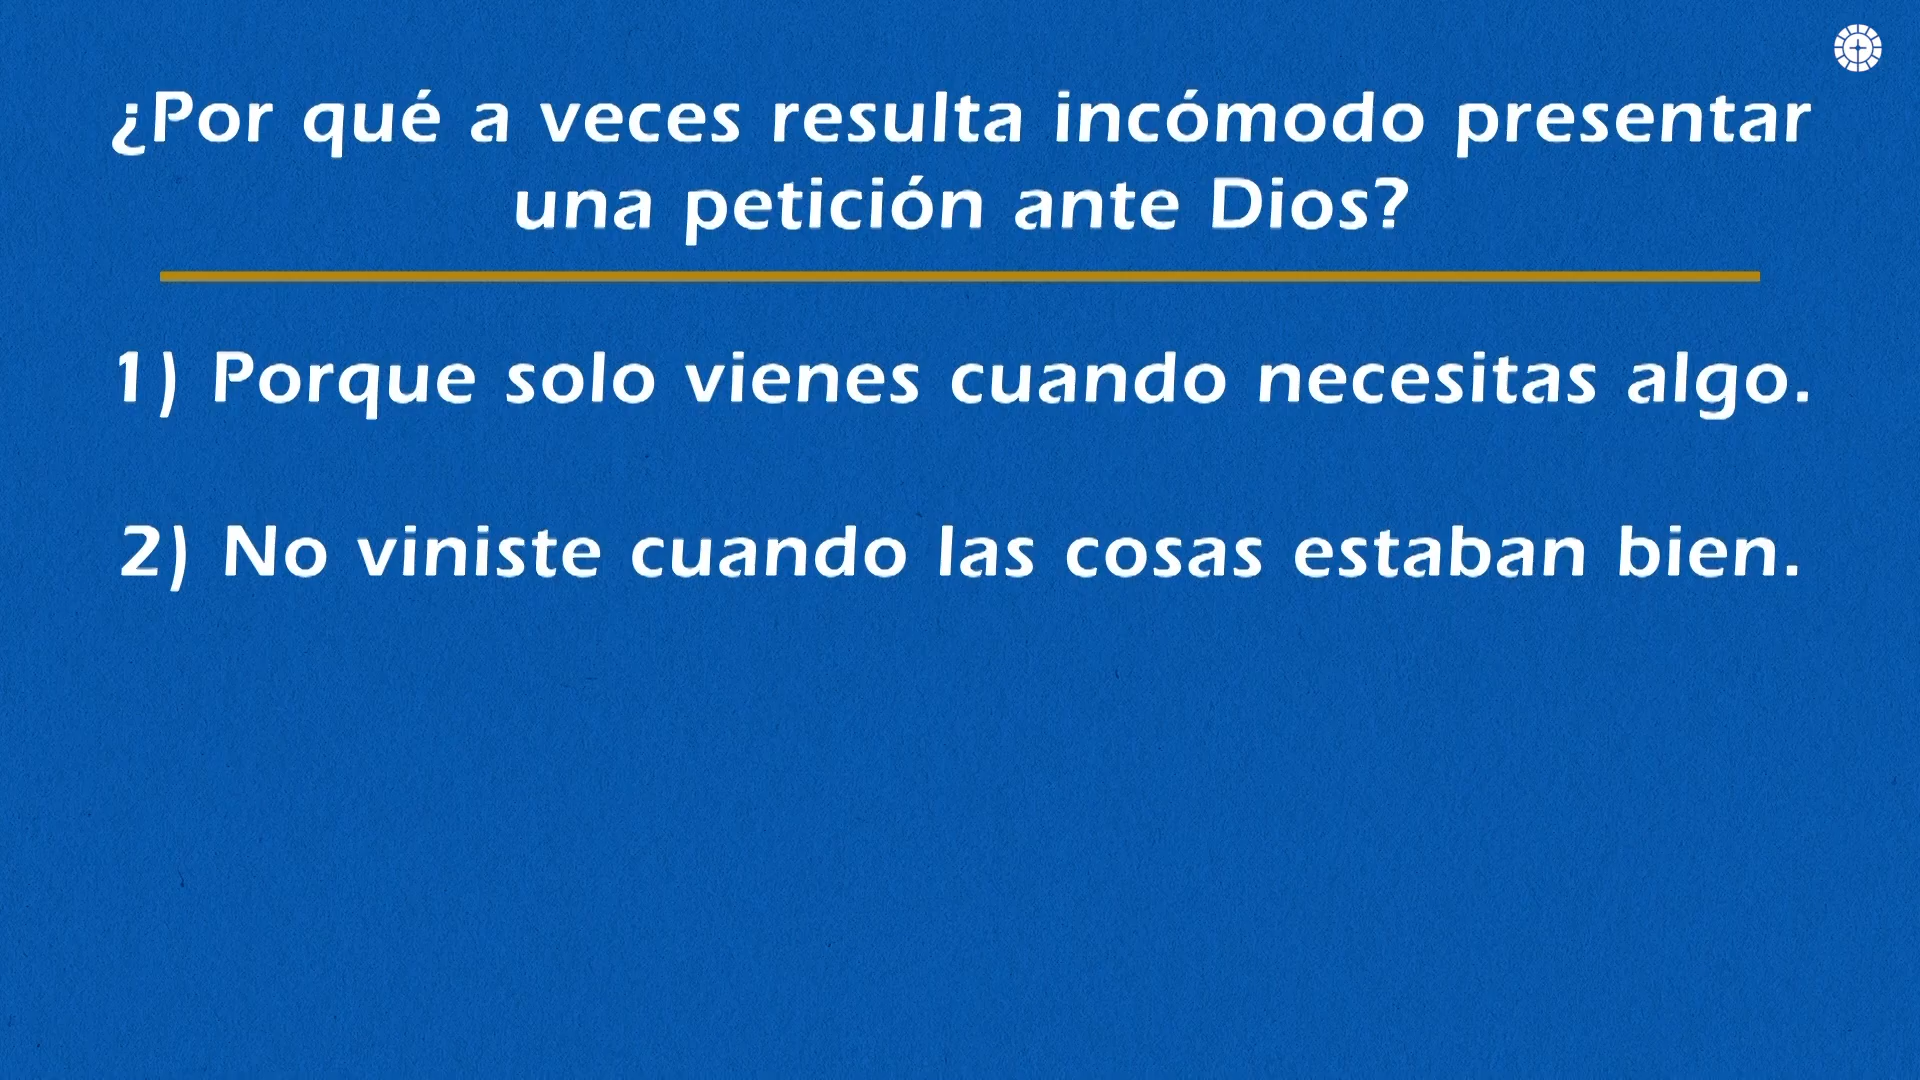 ¿Por qué a veces resulta incómodo presentar
una petición ante Dios?
1) Porque solo vienes cuando necesitas algo.
2) No viniste cuando las cosas estaban bien.